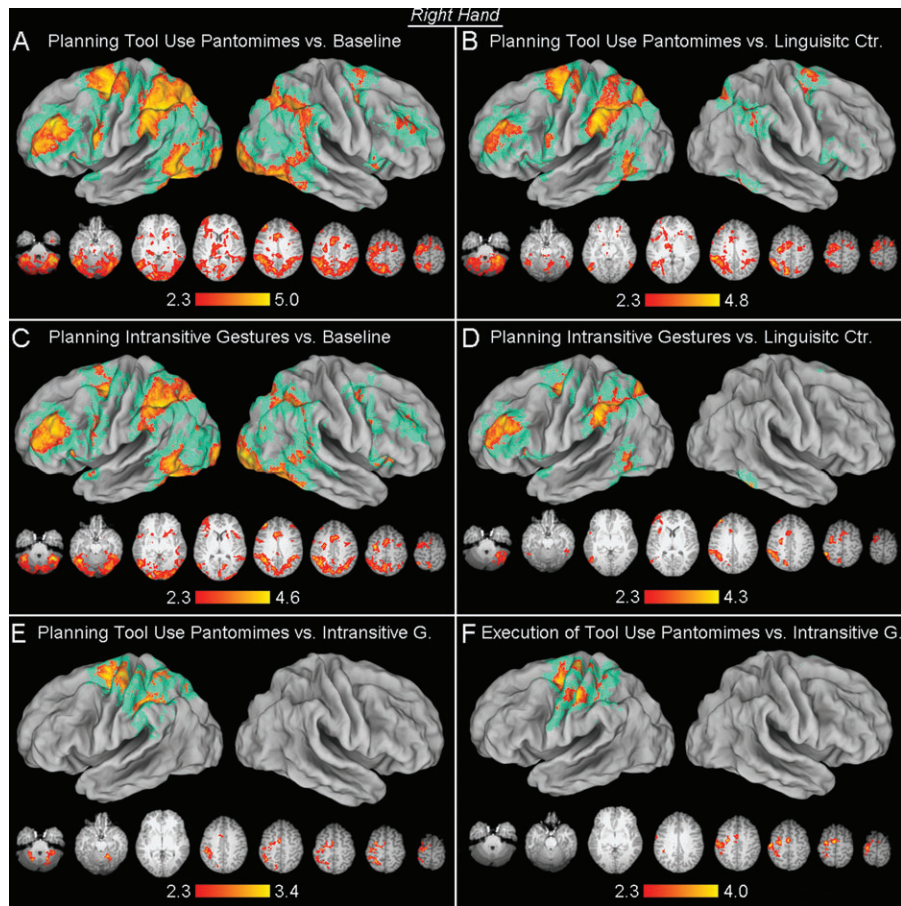 Right Hand
A Planning Tool Use Pantomimes vs. Baseline
B Planning Tool Use Pantomimes vs. Linguisitc Ctr.
2.3 5.0
2.3 4.8
C Planning Intransitive Gestures vs. Baseline
D Planning Intransitive Gestures vs. Linguisitc Ctr.
2.3 4.6
2.3 4.3
E Planning Tool Use Pantomimes vs. Intransitive G.
F Execution of Tool Use Pantomimes vs. Intransitive G.
2.3 3.4
2.3 4.0